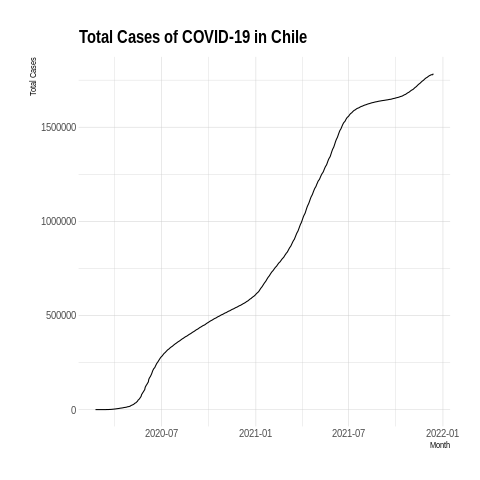 Total Cases of COVID-19 in Chile
Total Cases
1500000
1000000
500000
0
2020-07 2021-01 2021-07 2022-01
Month